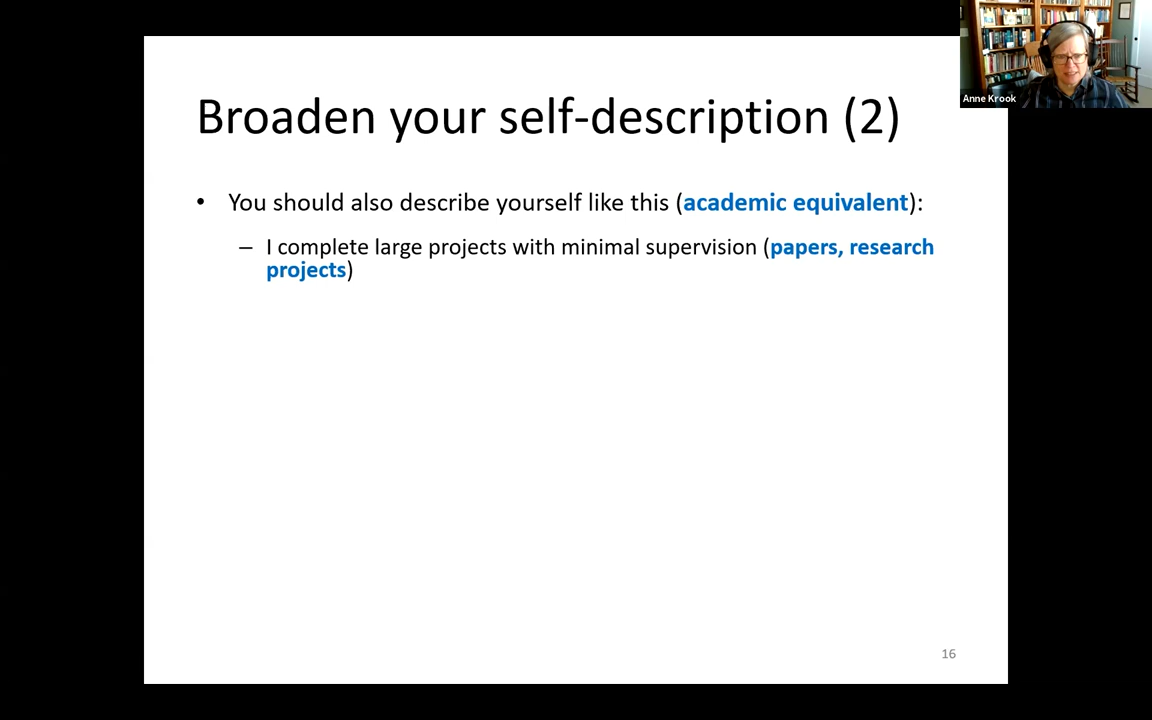 Broaden your self-description (2)
• You should also describe yourself like this (academic equivalent):
– I complete large projects with minimal supervision (papers, research
projects)
16
Anne Krook